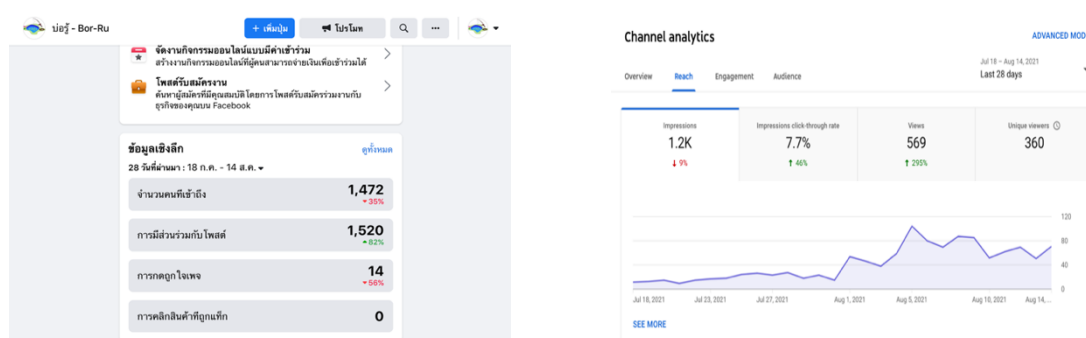 บ่อรู้ - Bor-Ru
+ เพิ่มปุ่ม
โปรโมท
จัดงานกิจกรรมออนไลน์แบบมีค่าเข้าร่วม
สร้างงานกิจกรรมออนไลน์ที่ผู้คนสามารถจ่ายเงินเพื่อเข้าร่วมได้
โพสต์รับสมัครงาน
ค้นหาผู้สมัครที่มีคุณสมบัติโดยการโพสต์รับสมัครร่วมงานกับ
ธุรกิจของคุณบน Facebook
ข้อมูลเชิงลึก
ดูทั้งหมด
28 วันที่ผ่านมา : 18 ก.ค. - 14 ส.ค.
จำนวนคนที่เข้าถึง
1,472
35%
การมีส่วนร่วมกับโพสต์
1,520
82%
การกดถูกใจเพจ
14
56%
การคลิกสินค้าที่ถูกแท็ก
0
Channel analytics
ADVANCED MOD
Overview Reach Engagement Audience
Jul 18 – Aug 14, 2021
Last 28 days
Impressions
1.2K
9%
Impressions click-through rate
7.7%
46%
Views
569
295%
Unique viewers
360
120
80
40
0
Jul 18, 2021 Jul 23, 2021 Jul 27, 2021 Aug 1, 2021 Aug 5, 2021 Aug 10, 2021 Aug 14,...
SEE MORE